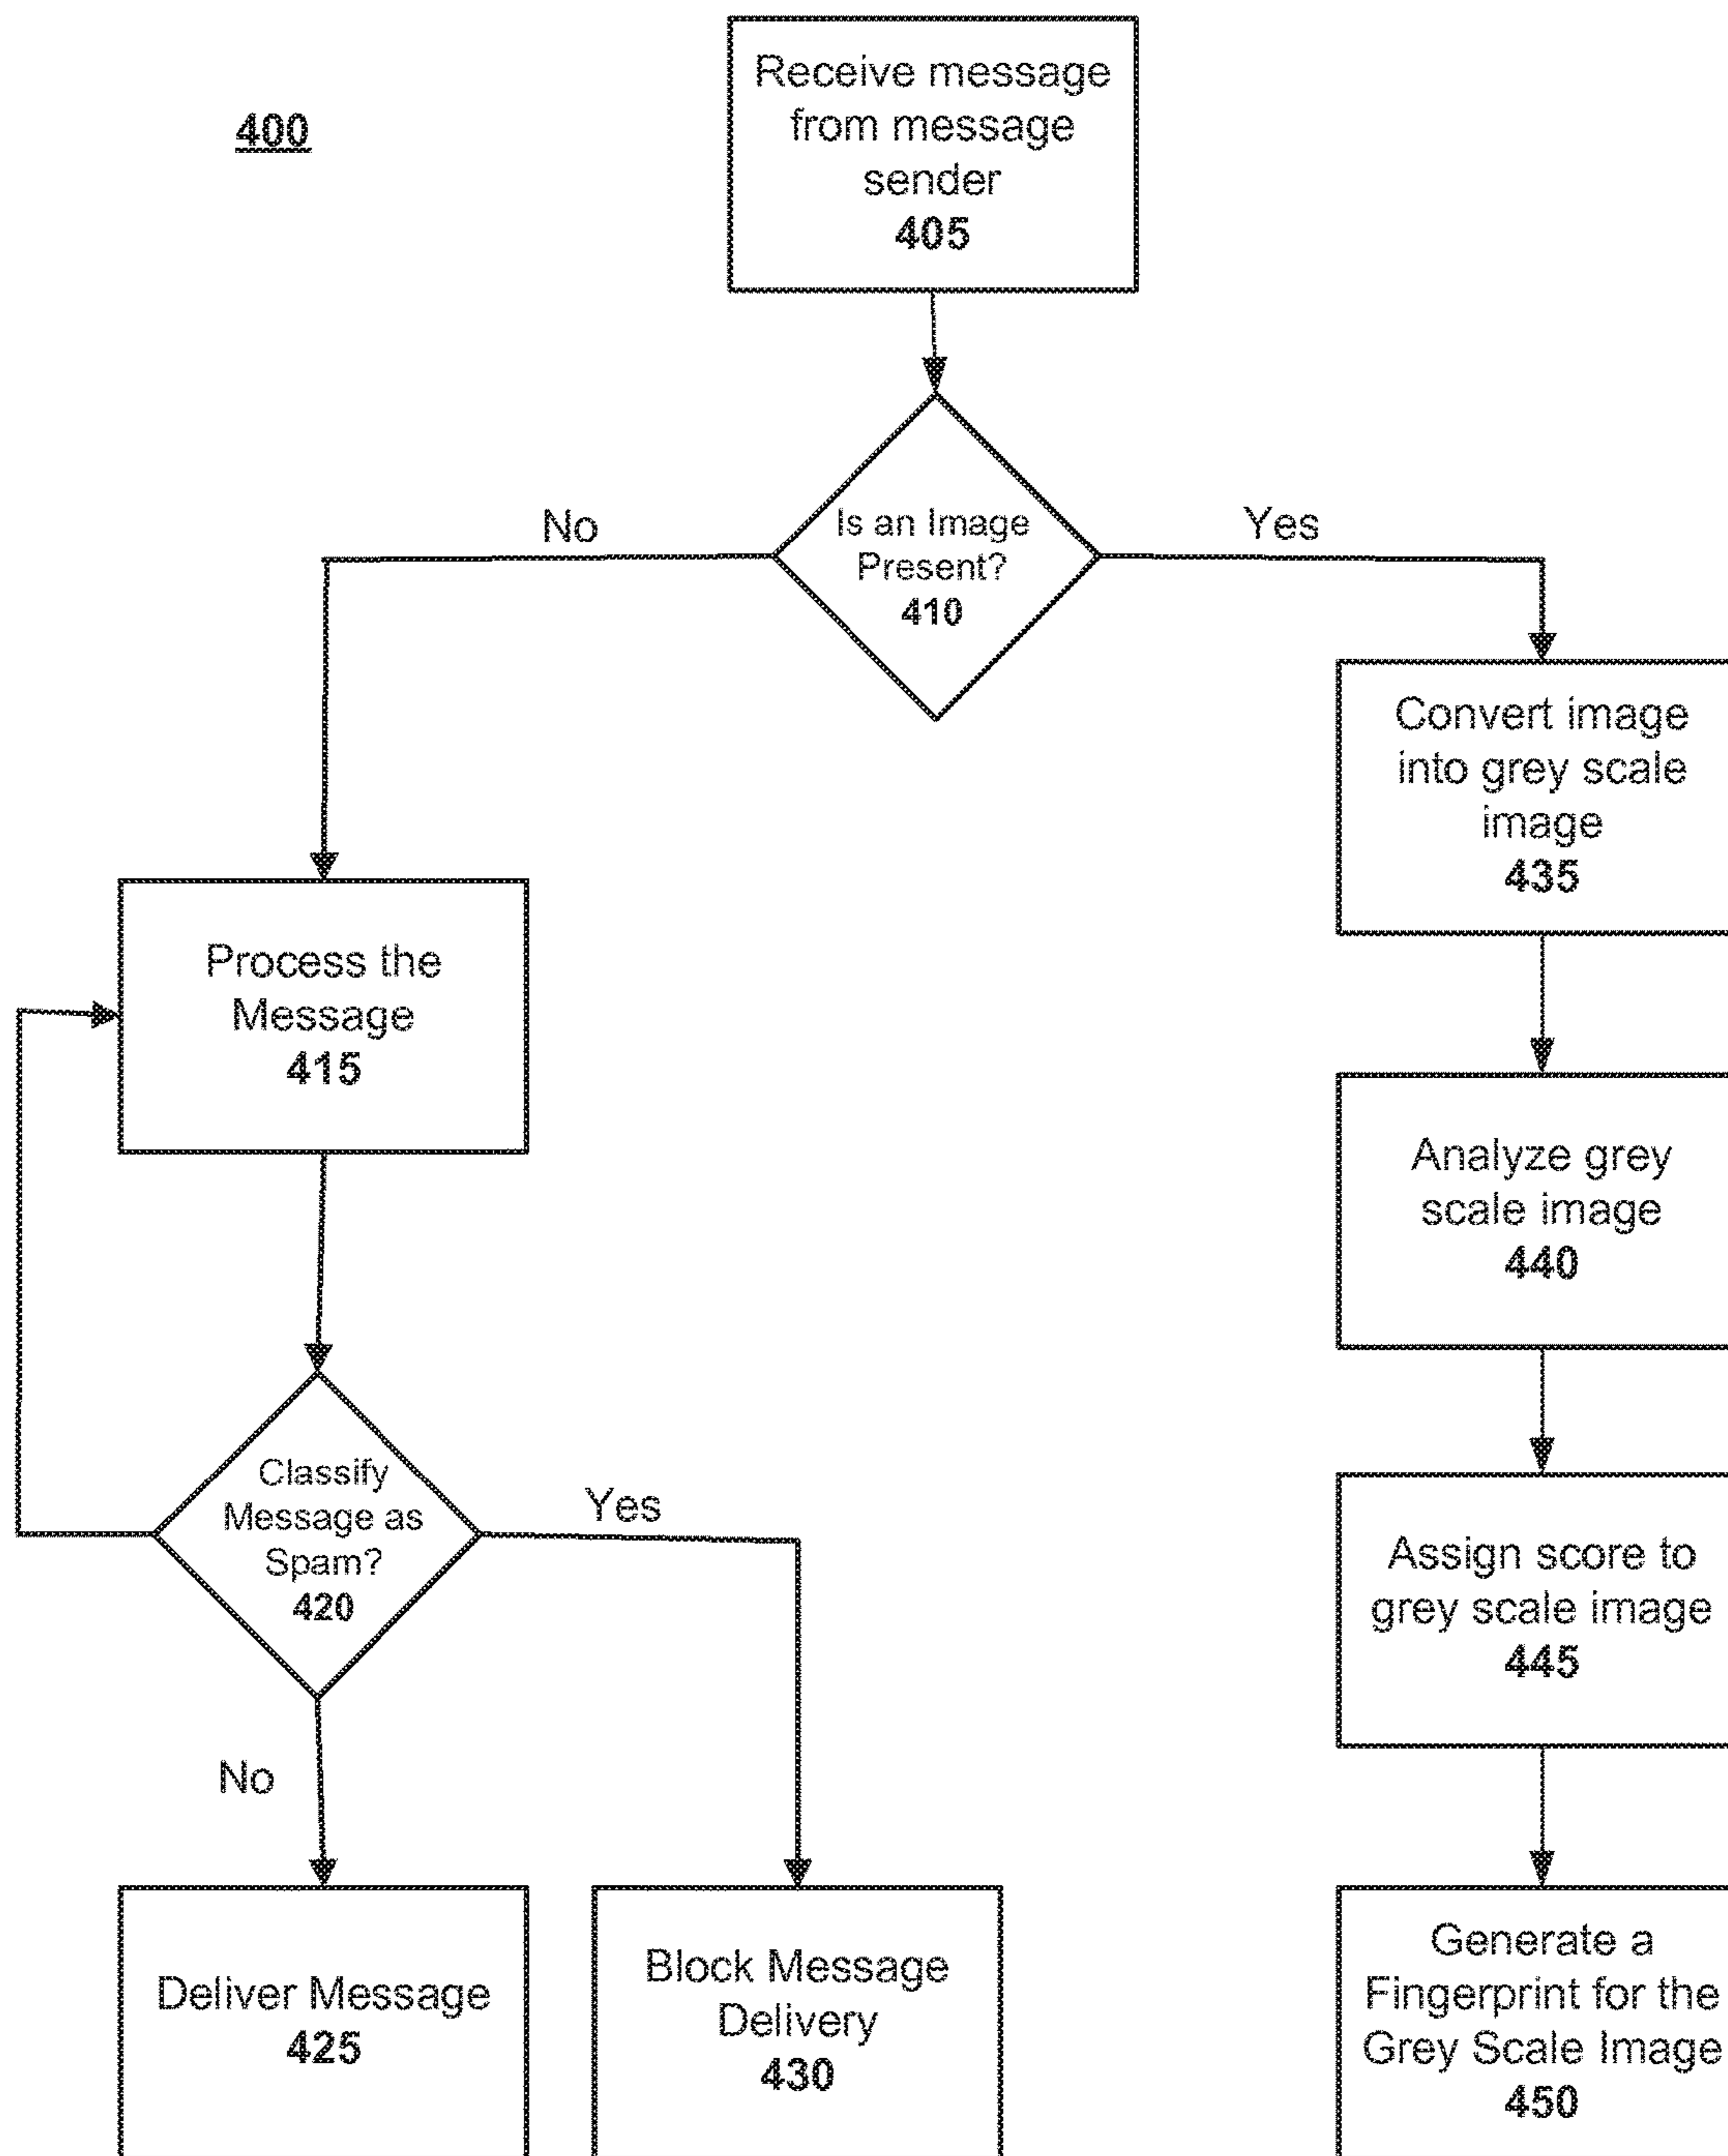 400
Receive message
from message
sender
405
Is an Image
Present?
410
No
Yes
Convert image
into grey scale
image
435
Process the
Message
415
Analyze grey
scale image
440
Classify
Message as
Spam?
420
Yes
No
Assign score to
grey scale image
445
Deliver Message
425
Block Message
Delivery
430
Generate a
Fingerprint for the
Grey Scale Image
450